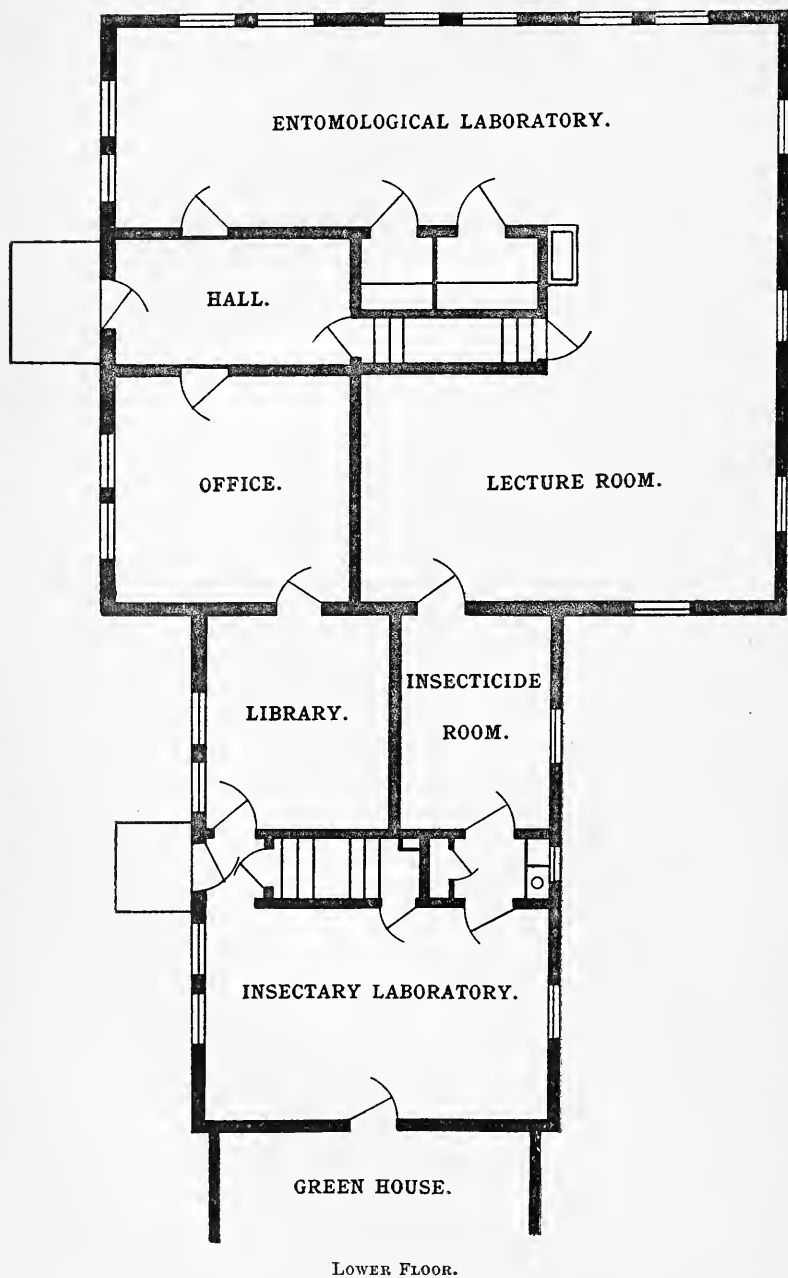 ENTOMOLOGICAL LABORATORY.
HALL.
OFFICE.
LECTURE ROOM.
LIBRARY.
INSECTICIDE
ROOM.
INSECTARY LABORATORY.
GREEN HOUSE.
LOWER FLOOR.